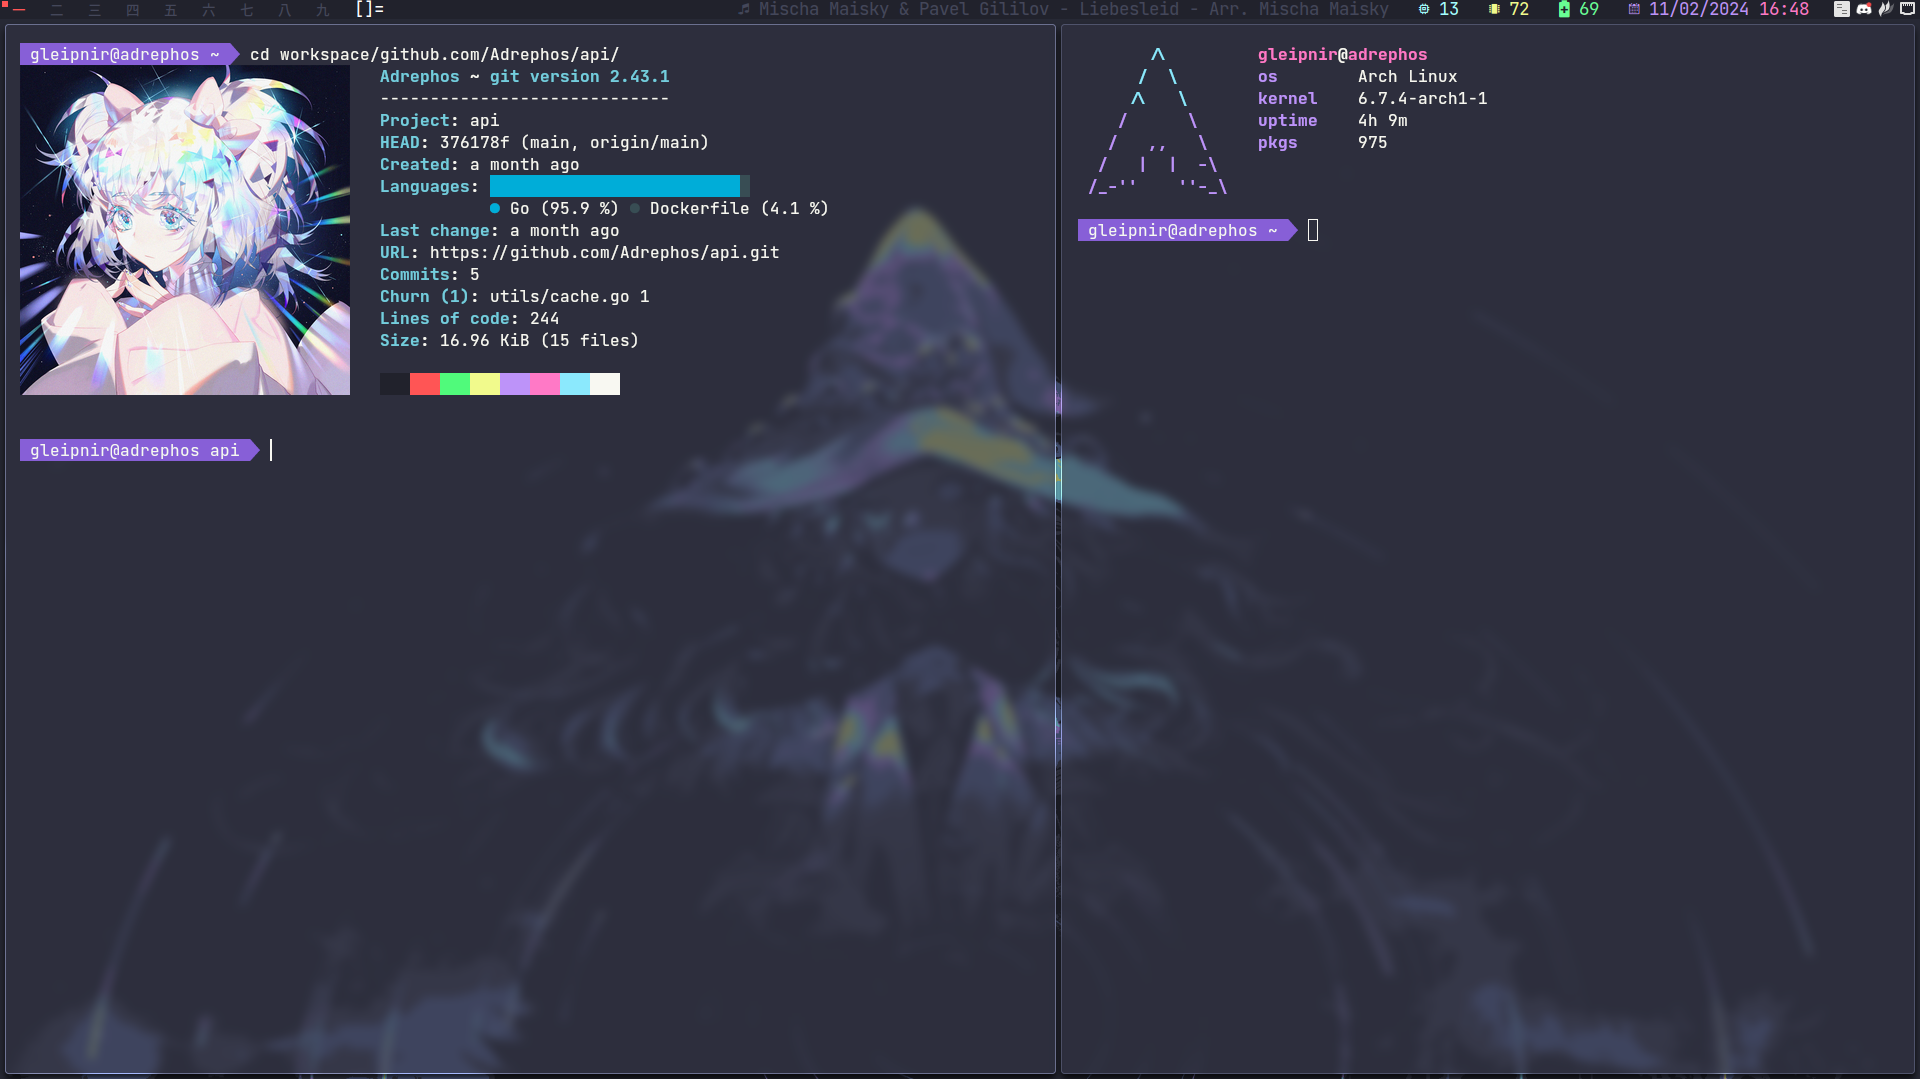 一 二 三 四 五 六 七 八 九 []=
Mischa Maisky & Pavel Gililov - Liebesleid - Arr. Mischa Maisky
13 72 69 11/02/2024 16:48
gleipnir@adrephos ~ cd workspace/github.com/Adrephos/api/
Adrephos ~ git version 2.43.1
-----------------------------
Project: api
HEAD: 376178f (main, origin/main)
Created: a month ago
Languages:
Go (95.9 %) Dockerfile (4.1 %)
Last change: a month ago
URL: https://github.com/Adrephos/api.git
Commits: 5
Churn (1): utils/cache.go 1
Lines of code: 244
Size: 16.96 KiB (15 files)
gleipnir@adrephos api
gleipnir@adrephos
os Arch Linux
kernel 6.7.4-arch1-1
uptime 4h 9m
pkgs 975
gleipnir@adrephos ~